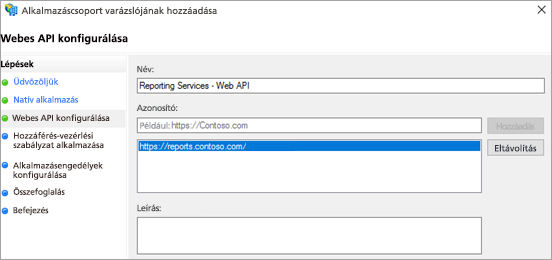 Alkalmazáscsoport varázslójának hozzáadása
Webes API konfigurálása
Lépések
Üdvözöljük
Natív alkalmazás
Webes API konfigurálása
Hozzáférés-vezérlési
szabályzat alkalmazása
Alkalmazásengedélyek
konfigurálása
Összefoglalás
Befejezés
Név:
Reporting Services - Web API
Azonosító:
Például: https://Contoso.com
Hozzáadás
https://reports.contoso.com/
Eltávolítás
Leírás: